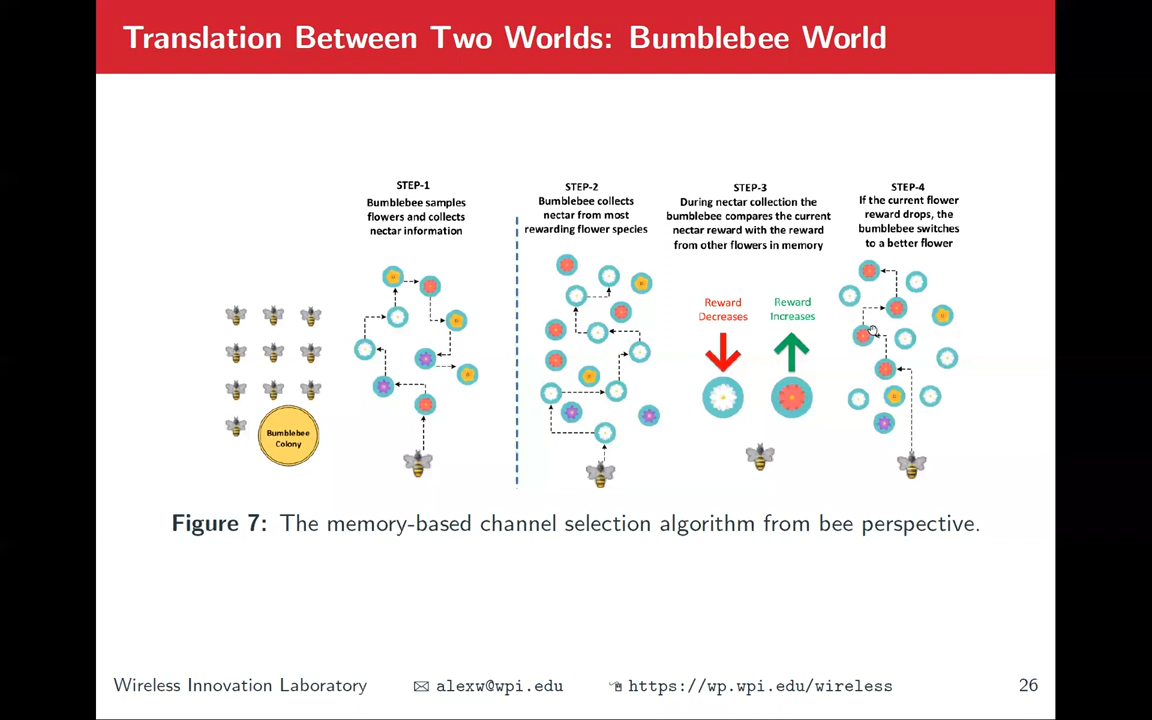 Translation Between Two Worlds: Bumblebee World
STEP-1
Bumblebee samples
flowers and collects
nectar information
STEP-2
Bumblebee collects
nectar from most
rewarding flower species
STEP-3
During nectar collection the
bumblebee compares the current
nectar reward with the reward
from other flowers in memory
STEP-4
If the current flower
reward drops, the
bumblebee switches
to a better flower
Reward
Decreases
Reward
Increases
Bumblebee
Colony
Figure 7: The memory-based channel selection algorithm from bee perspective.
Wireless Innovation Laboratory
alexw@wpi.edu
https://wp.wpi.edu/wireless
26